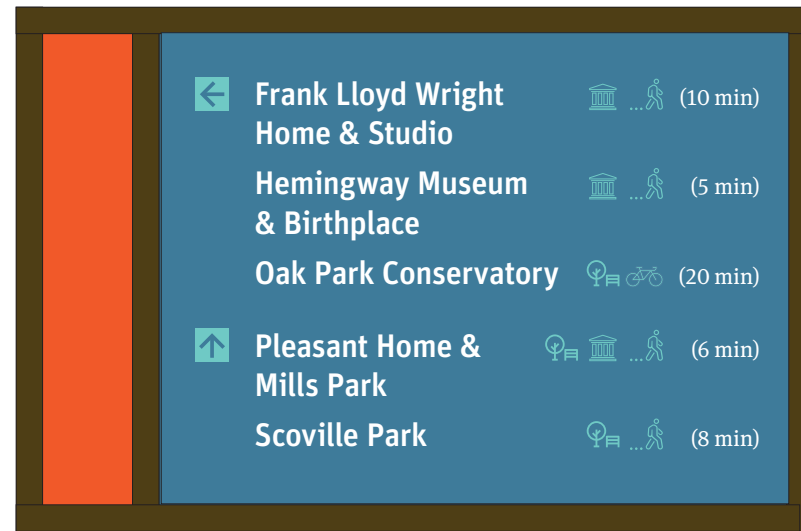 Frank Lloyd Wright (10 min)
Home & Studio
Hemingway Museum (5 min)
& Birthplace
Oak Park Conservatory (20 min)
Pleasant Home & (6 min)
Mills Park
Scoville Park (8 min)